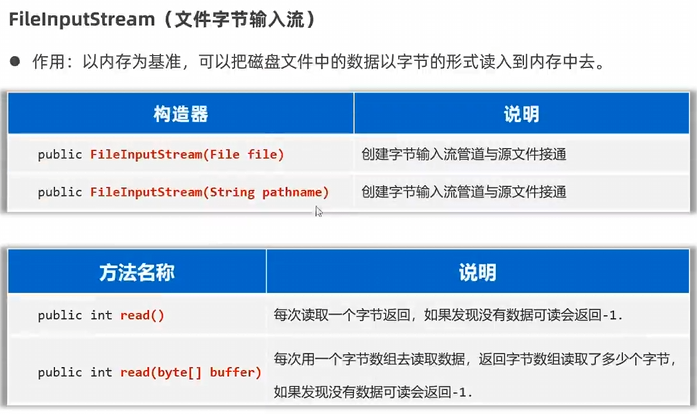 FileInputStream（文件字节输入流）
● 作用：以内存为基准，可以把磁盘文件中的数据以字节的形式读入到内存中去。
构造器 说明
public FileInputStream(File file) 创建字节输入流管道与源文件接通
public FileInputStream(String pathname) 创建字节输入流管道与源文件接通
方法名称 说明
public int read() 每次读取一个字节返回，如果发现没有数据可读会返回-1.
public int read(byte[] buffer) 每次用一个字节数组去读取数据，返回字节数组读取了多少个字节，
如果发现没有数据可读会返回-1.